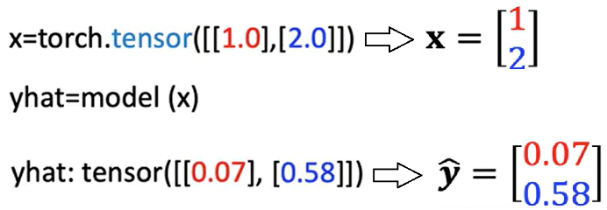 x=torch.tensor([[1.0],[2.0]]) ⇨ x = [1
2]
yhat=model (x)
yhat: tensor([[0.07], [0.58]]) ⇨ ŷ = [0.07
0.58]